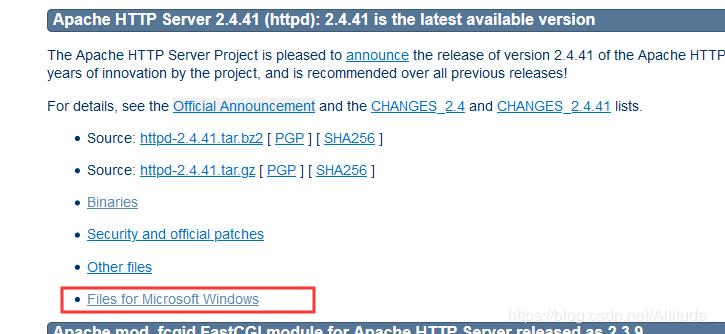 Apache HTTP Server 2.4.41 (httpd): 2.4.41 is the latest available version
The Apache HTTP Server Project is pleased to announce the release of version 2.4.41 of the Apache HTTP
years of innovation by the project, and is recommended over all previous releases!
For details, see the Official Announcement and the CHANGES_2.4 and CHANGES_2.4.41 lists.
• Source: httpd-2.4.41.tar.bz2 [ PGP ] [ SHA256 ]
• Source: httpd-2.4.41.tar.gz [ PGP ] [ SHA256 ]
• Binaries
• Security and official patches
• Other files
• Files for Microsoft Windows
https://blog.csdn.net/Altitude
Apache mod_fcgid FastCGI module for Apache HTTP Server released as 2.3.9